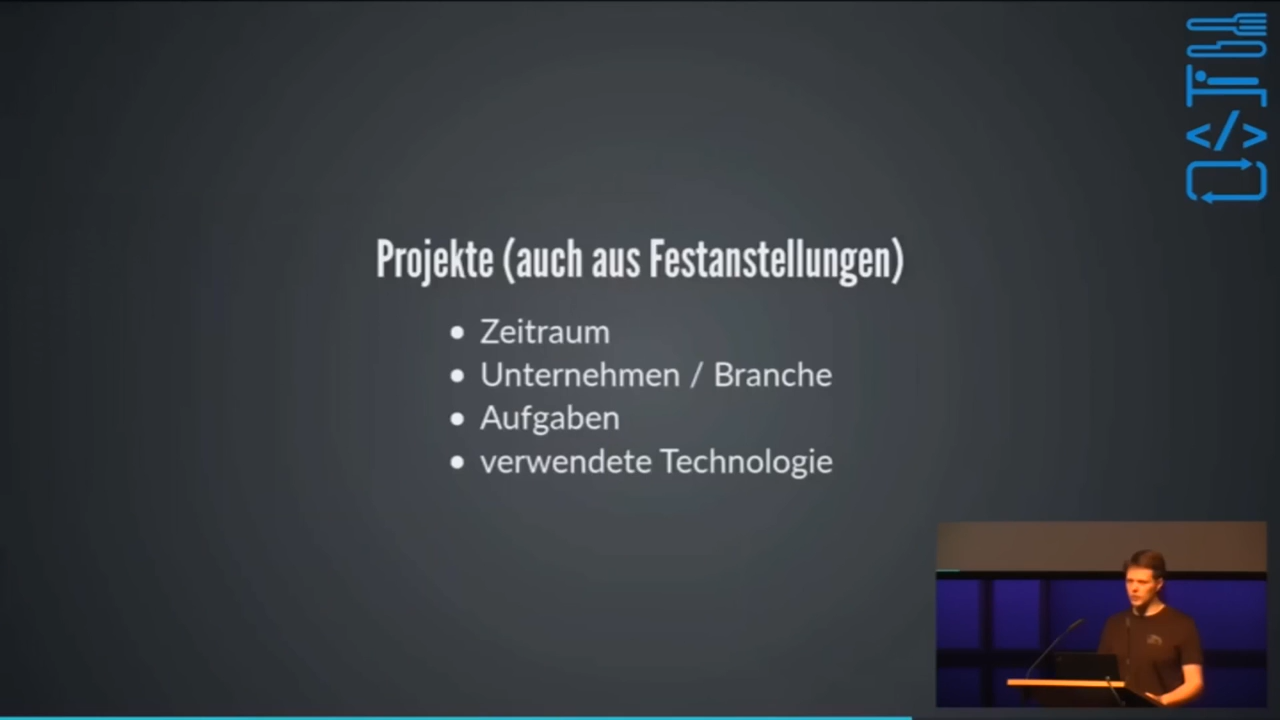 Projekte (auch aus Festanstellungen)
Zeitraum
Unternehmen / Branche
Aufgaben
verwendete Technologie